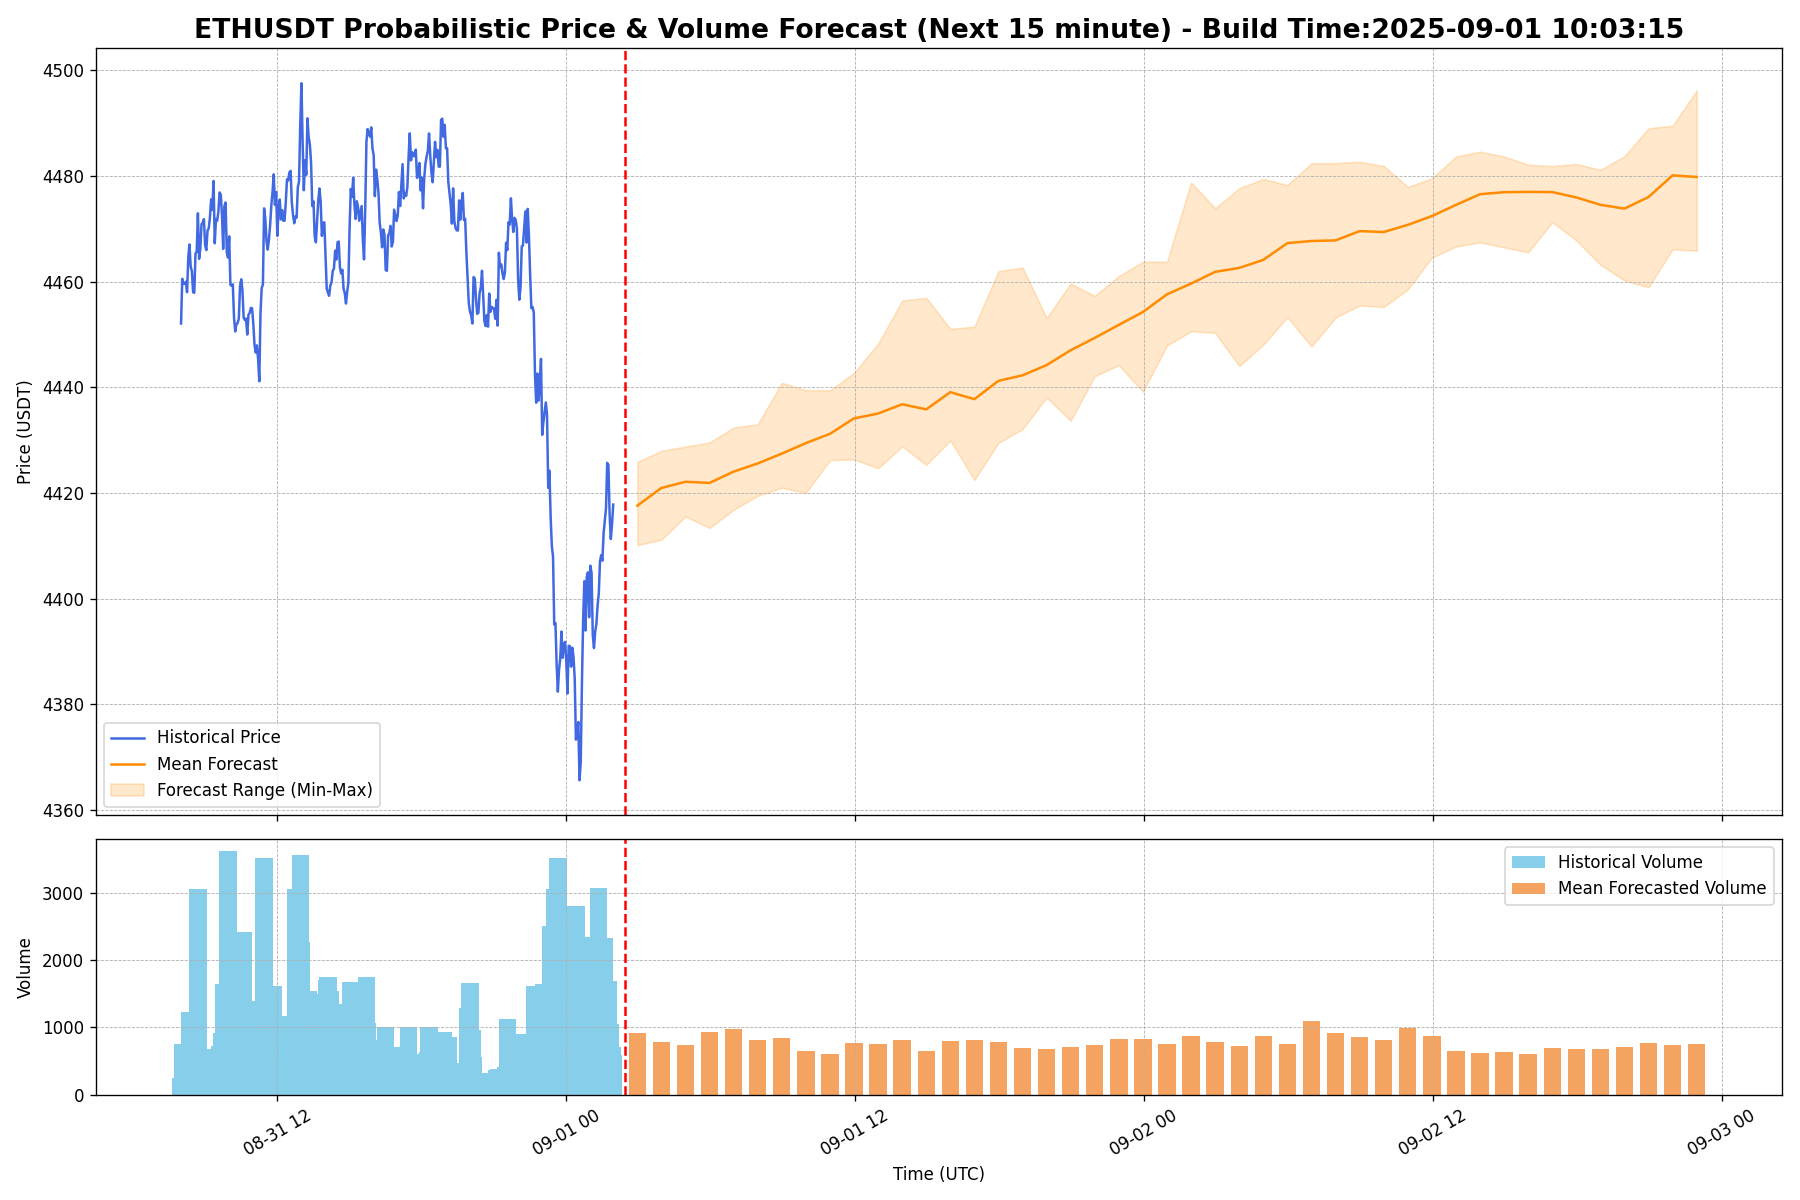 ETHUSDT Probabilistic Price & Volume Forecast (Next 15 minute) - Build Time:2025-09-01 10:03:15
4500
4480
4460
4440
4420
4400
4380
4360
Price (USDT)
Historical Price
Mean Forecast
Forecast Range (Min-Max)
3000
2000
1000
0
Volume
Historical Volume
Mean Forecasted Volume
08-31 12
09-01 00
09-01 12
09-02 00
09-02 12
09-03 00
Time (UTC)